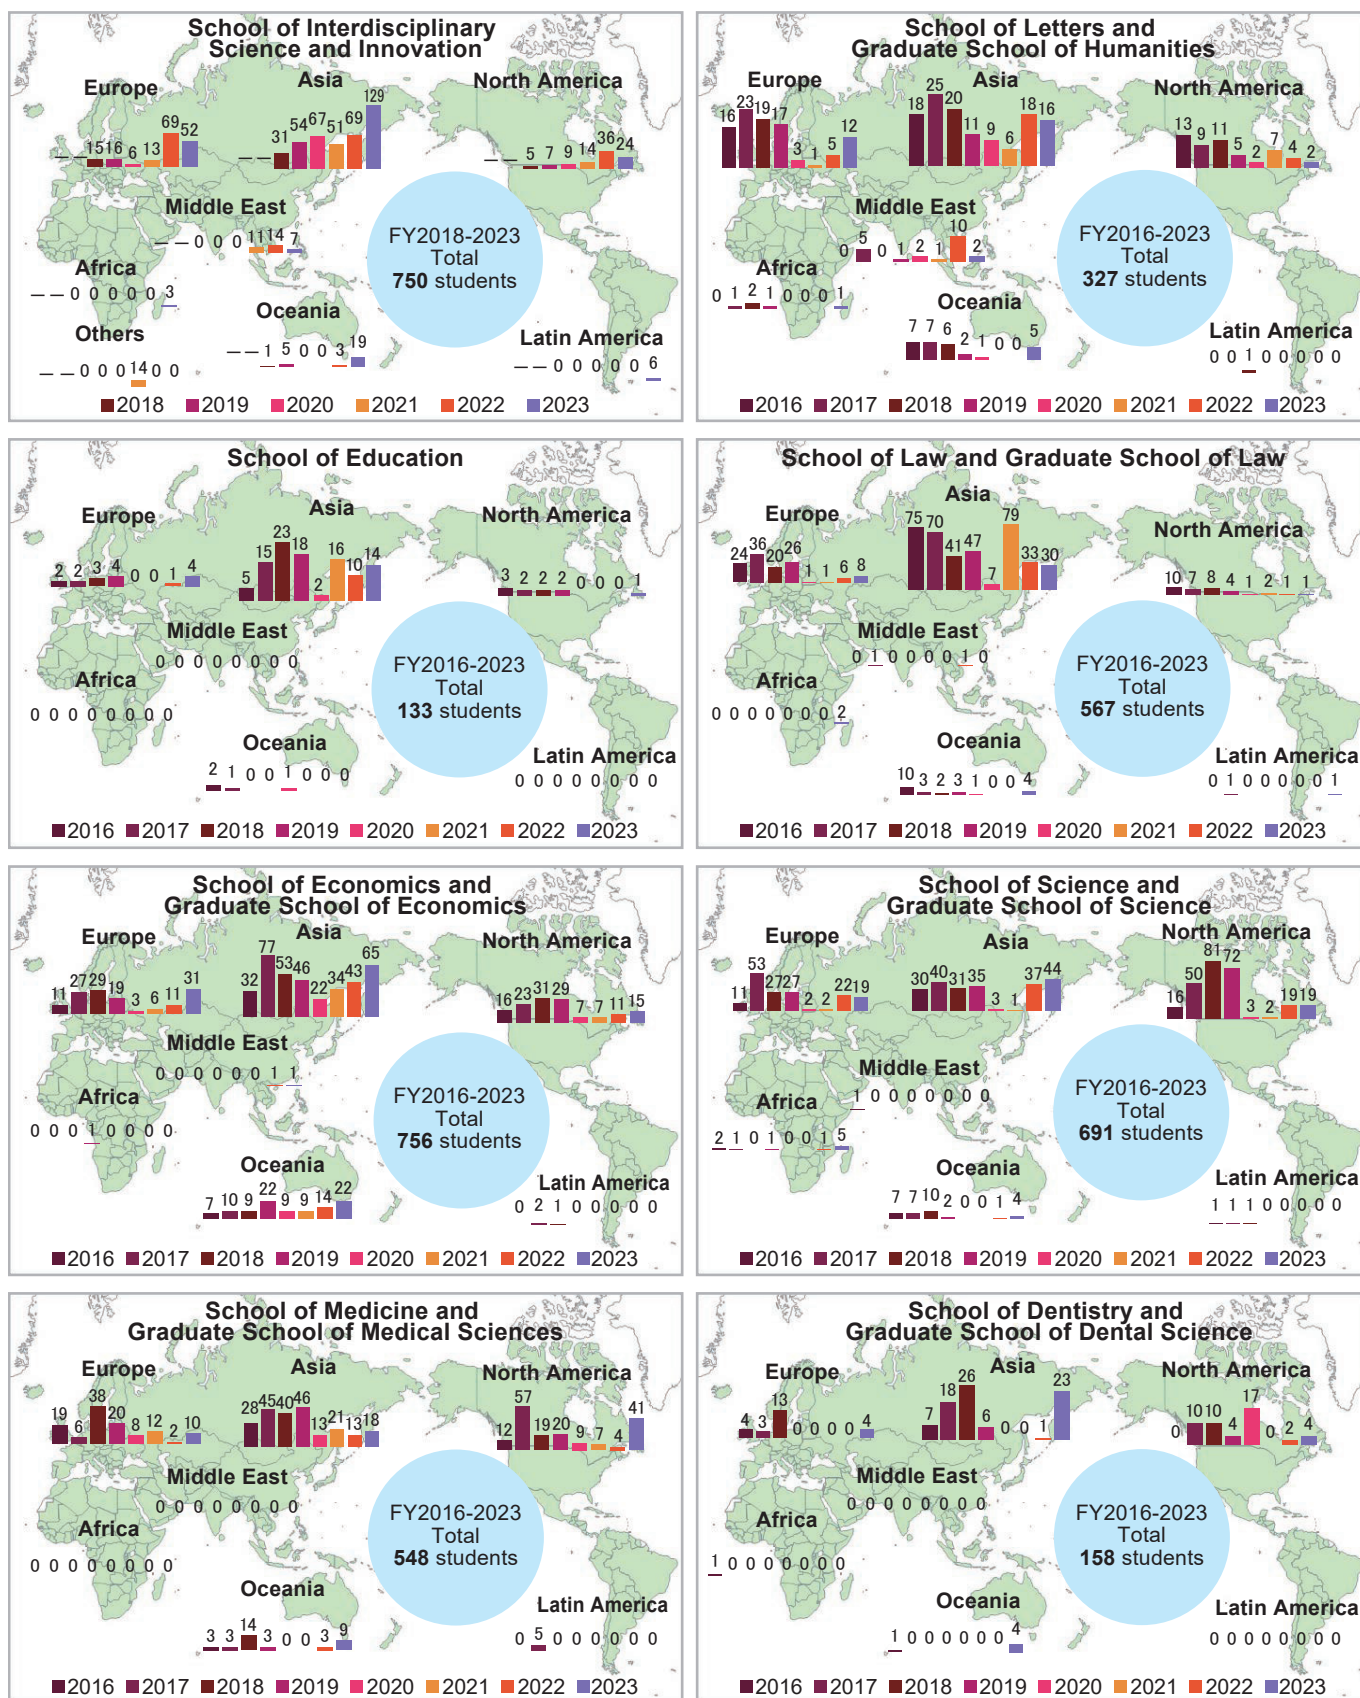 School of Interdisciplinary
Science and Innovation
Europe
— — 15 16 6 13 69 52
Asia
— — 31 54 67 51 69 129
North America
— — 5 7 9 14 36 24
Middle East
— — 0 0 0 11 14 7
Africa
— — 0 0 0 0 0 3
Others
— — 0 0 0 14 0 0
Oceania
— — 1 5 0 0 3 19
Latin America
— — 0 0 0 0 0 6
FY2018-2023
Total
750 students
2018 2019 2020 2021 2022 2023
School of Letters and
Graduate School of Humanities
Europe
16 23 19 17 3 1 5 12
Asia
18 25 20 11 9 6 18 16
North America
13 9 11 5 2 7 4 2
Middle East
0 5 0 1 2 1 10 2
Africa
0 1 2 1 0 0 0 1
Oceania
7 7 6 2 1 0 0 5
Latin America
0 0 1 0 0 0 0 0
FY2016-2023
Total
327 students
2016 2017 2018 2019 2020 2021 2022 2023
School of Education
Europe
2 2 3 4 0 0 1 4
Asia
5 15 23 18 2 16 10 14
North America
3 2 2 2 0 0 0 1
Middle East
0 0 0 0 0 0 0 0
Africa
0 0 0 0 0 0 0 0
Oceania
2 1 0 0 1 0 0 0
Latin America
0 0 0 0 0 0 0 0
FY2016-2023
Total
133 students
2016 2017 2018 2019 2020 2021 2022 2023
School of Law and Graduate School of Law
Europe
24 36 20 26 1 1 6 8
Asia
75 70 41 47 7 79 33 30
North America
10 7 8 4 1 2 1 1
Middle East
0 1 0 0 0 0 1 0
Africa
0 0 0 0 0 0 0 2
Oceania
10 3 2 3 1 0 0 4
Latin America
0 1 0 0 0 0 0 1
FY2016-2023
Total
567 students
2016 2017 2018 2019 2020 2021 2022 2023
School of Economics and
Graduate School of Economics
Europe
11 27 29 19 3 6 11 31
Asia
32 77 53 46 22 34 43 65
North America
16 23 31 29 7 7 11 15
Middle East
0 0 0 0 0 0 1 1
Africa
0 0 0 1 0 0 0 0
Oceania
7 10 9 22 9 9 14 22
Latin America
0 2 1 0 0 0 0 0
FY2016-2023
Total
756 students
2016 2017 2018 2019 2020 2021 2022 2023
School of Science and
Graduate School of Science
Europe
11 53 27 27 2 2 22 19
Asia
30 40 31 35 3 1 37 44
North America
16 50 81 72 3 2 19 19
Middle East
1 0 0 0 0 0 0 0
Africa
2 1 0 1 0 0 1 5
Oceania
7 7 10 2 0 0 1 4
Latin America
1 1 1 0 0 0 0 0
FY2016-2023
Total
691 students
2016 2017 2018 2019 2020 2021 2022 2023
School of Medicine and
Graduate School of Medical Sciences
Europe
19 6 38 20 8 12 2 10
Asia
28 45 40 46 13 21 13 18
North America
12 57 19 20 9 7 4 41
Middle East
0 0 0 0 0 0 0 0
Africa
0 0 0 0 0 0 0 0
Oceania
3 3 14 3 0 0 3 9
Latin America
0 5 0 0 0 0 0 0
FY2016-2023
Total
548 students
2016 2017 2018 2019 2020 2021 2022 2023
School of Dentistry and
Graduate School of Dental Science
Europe
4 3 13 0 0 0 0 4
Asia
7 18 26 6 0 0 1 23
North America
0 10 10 4 17 0 2 4
Middle East
0 0 0 0 0 0 0 0
Africa
1 0 0 0 0 0 0 0
Oceania
1 0 0 0 0 0 0 4
Latin America
0 0 0 0 0 0 0 0
FY2016-2023
Total
158 students
2016 2017 2018 2019 2020 2021 2022 2023